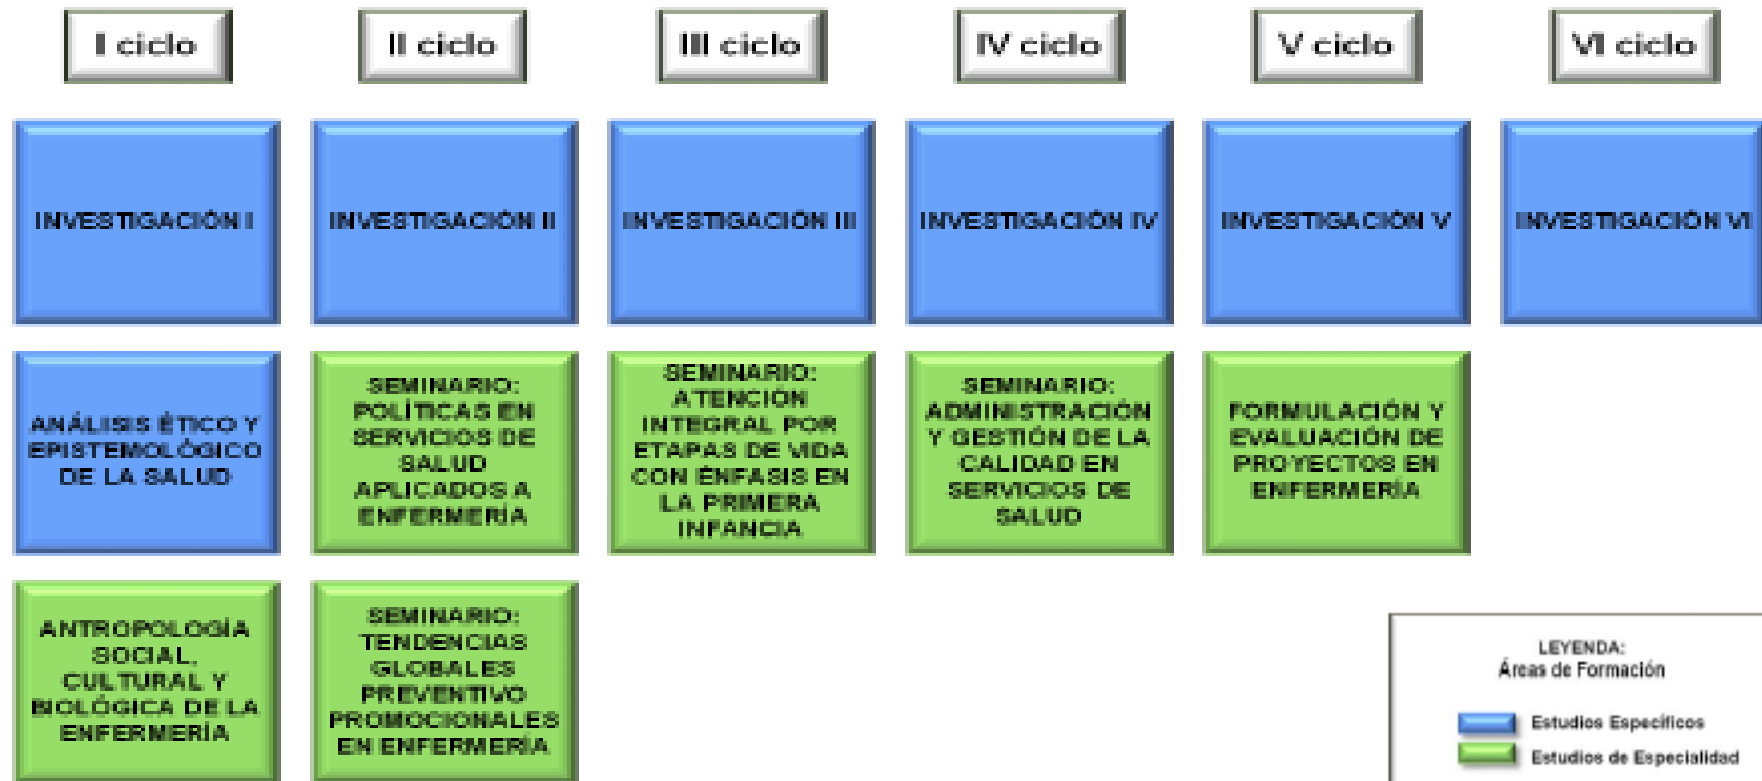 I ciclo
II ciclo
III ciclo
IV ciclo
V ciclo
VI ciclo
INVESTIGACIÓN I
INVESTIGACIÓN II
INVESTIGACIÓN III
INVESTIGACIÓN IV
INVESTIGACIÓN V
INVESTIGACIÓN VI
ANÁLISIS ÉTICO Y
EPISTEMOLÓGICO
DE LA SALUD
SEMINARIO:
POLÍTICAS EN
SERVICIOS DE
SALUD
APLICADOS A
ENFERMERÍA
SEMINARIO:
ATENCIÓN
INTEGRAL POR
ETAPAS DE VIDA
CON ÉNFASIS EN
LA PRIMERA
INFANCIA
SEMINARIO:
ADMINISTRACIÓN
Y GESTIÓN DE LA
CALIDAD EN
SERVICIOS DE
SALUD
FORMULACIÓN Y
EVALUACIÓN DE
PROYECTOS EN
ENFERMERÍA
ANTROPOLOGÍA
SOCIAL,
CULTURAL Y
BIOLÓGICA DE LA
ENFERMERÍA
SEMINARIO:
TENDENCIAS
GLOBALES
PREVENTIVO
PROMOCIONALES
EN ENFERMERÍA
LEYENDA:
Áreas de Formación
Estudios Específicos
Estudios de Especialidad